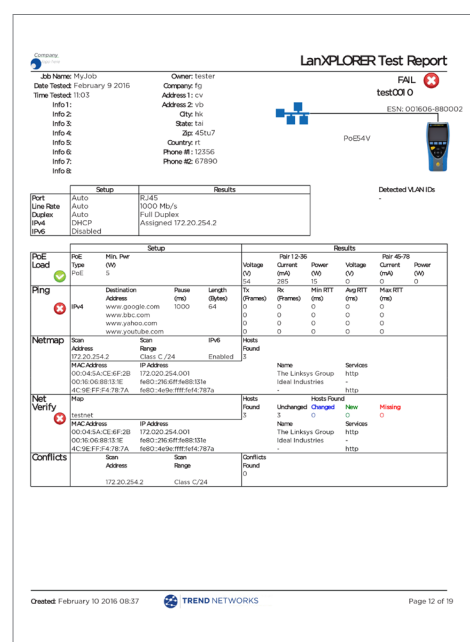 Company
LanXPLORER Test Report
Job Name: MyJob
Owner: tester
FAIL
Date Tested: February 9 2016
Company: fg
test001 0
Time Tested: 11:03
Address 1: cv
Info 1:
Address 2: vb
ESN: 001606-880002
Info 2:
City: hk
Info 3:
State: tai
Info 4:
Zip: 45tu7
PoE54V
Info 5:
Country: rt
Info 6:
Phone #1: 12356
Info 7:
Phone #2: 67890
Info 8:
Setup Results Detected VLAN IDs
Port Auto RJ45 -
Line Rate Auto 1000 Mb/s
Duplex Auto Full Duplex
IPv4 DHCP Assigned 172.20.254.2
IPv6 Disabled
Setup Results
PoE Load
PoE Type Min. Pwr (W) Pair 12-36 Pair 45-78
Voltage (V) Current (mA) Power (W) Voltage (V) Current (mA) Power (W)
PoE 5 54 285 15 0 0 0
Ping
Destination Address Pause (ms) Length (Bytes) Tx (Frames) Rx (Frames) Min RTT (ms) Avg RTT (ms) Max RTT (ms)
IPv4 www.google.com 1000 64 0 0 0 0 0
www.bbc.com 0 0 0 0 0
www.yahoo.com 0 0 0 0 0
www.youtube.com 0 0 0 0 0
Netmap
Scan Address Scan Range IPv6 Hosts Found
172.20.254.2 Class C /24 Enabled 3
MAC Address IP Address Name Services
00:04:5A:CE:6F:2B 172.020.254.001 The Linksys Group http
00:16:06:88:13:1E fe80::216:6ff:fe88:131e Ideal Industries -
4C:9E:FF:F4:78:7A fe80::4e9e:ffff:fef4:787a - http
Net Verify
Map Hosts Found Hosts Found
Unchanged Changed New Missing
testnet 3 3 0 0 0
MAC Address IP Address Name Services
00:04:5A:CE:6F:2B 172.020.254.001 The Linksys Group http
00:16:06:88:13:1E fe80::216:6ff:fe88:131e Ideal Industries -
4C:9E:FF:F4:78:7A fe80::4e9e:ffff:fef4:787a - http
Conflicts
Scan Address Scan Range Conflicts Found
0
172.20.254.2 Class C/24
Created: February 10 2016 08:37
TREND NETWORKS
Page 12 of 19